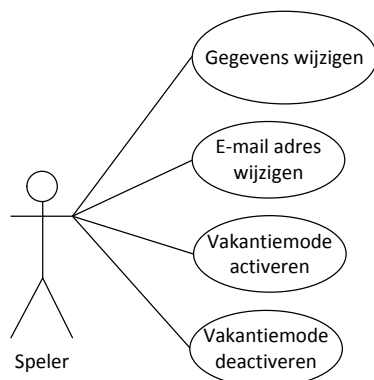 Gegevens wijzigen
E-mail adres
wijzigen
Vakantiemode
activeren
Vakantiemode
deactiveren
Speler